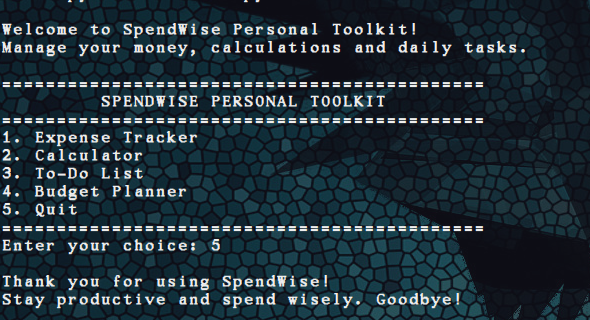 Welcome to SpendWise Personal Toolkit!
Manage your money, calculations and daily tasks.
============================================
SPENDWISE PERSONAL TOOLKIT
============================================
1. Expense Tracker
2. Calculator
3. To-Do List
4. Budget Planner
5. Quit
============================================
Enter your choice: 5
Thank you for using SpendWise!
Stay productive and spend wisely. Goodbye!